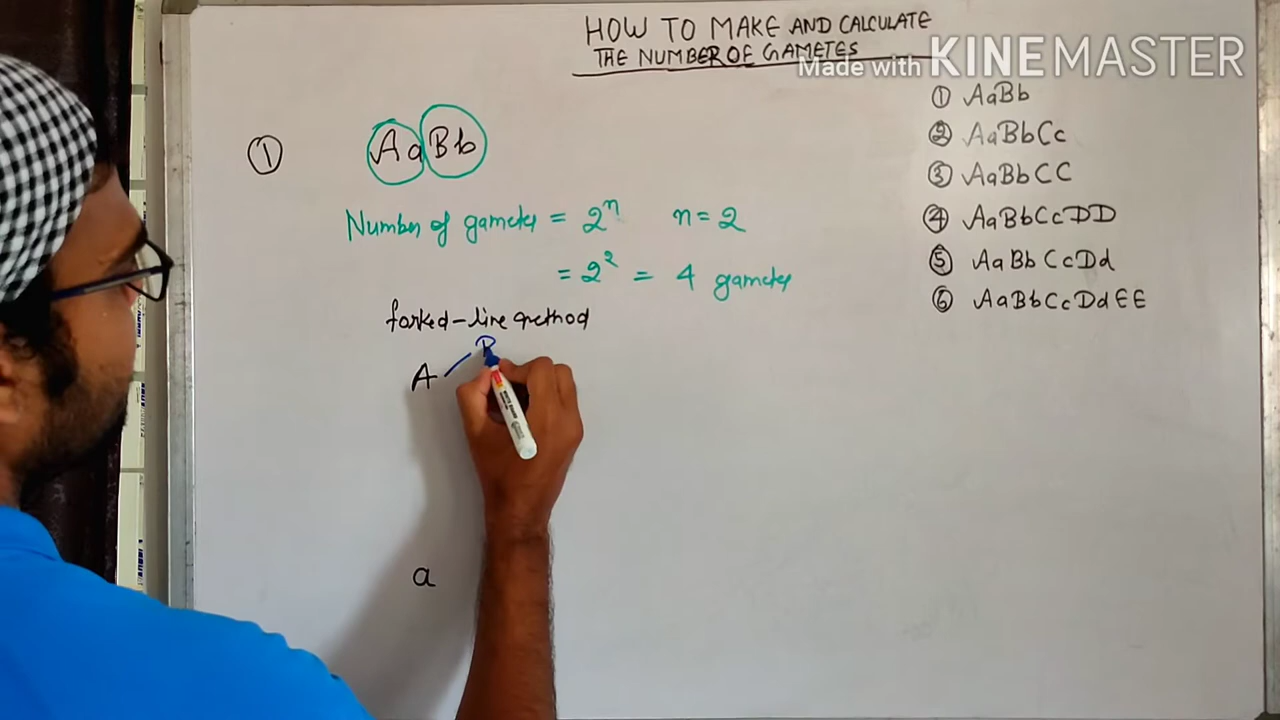 HOW TO MAKE AND CALCULATE
THE NUMBER OF GAMETES
Made with KINEMASTER
① AaBb
② AaBbCc
③ AaBbCC
④ AaBbCcDD
⑤ AaBbCcDd
⑥ AaBbCcDdEE
① AaBb
Number of gametes = 2ⁿ n = 2
= 2² = 4 gametes
forked-line method
A B
a